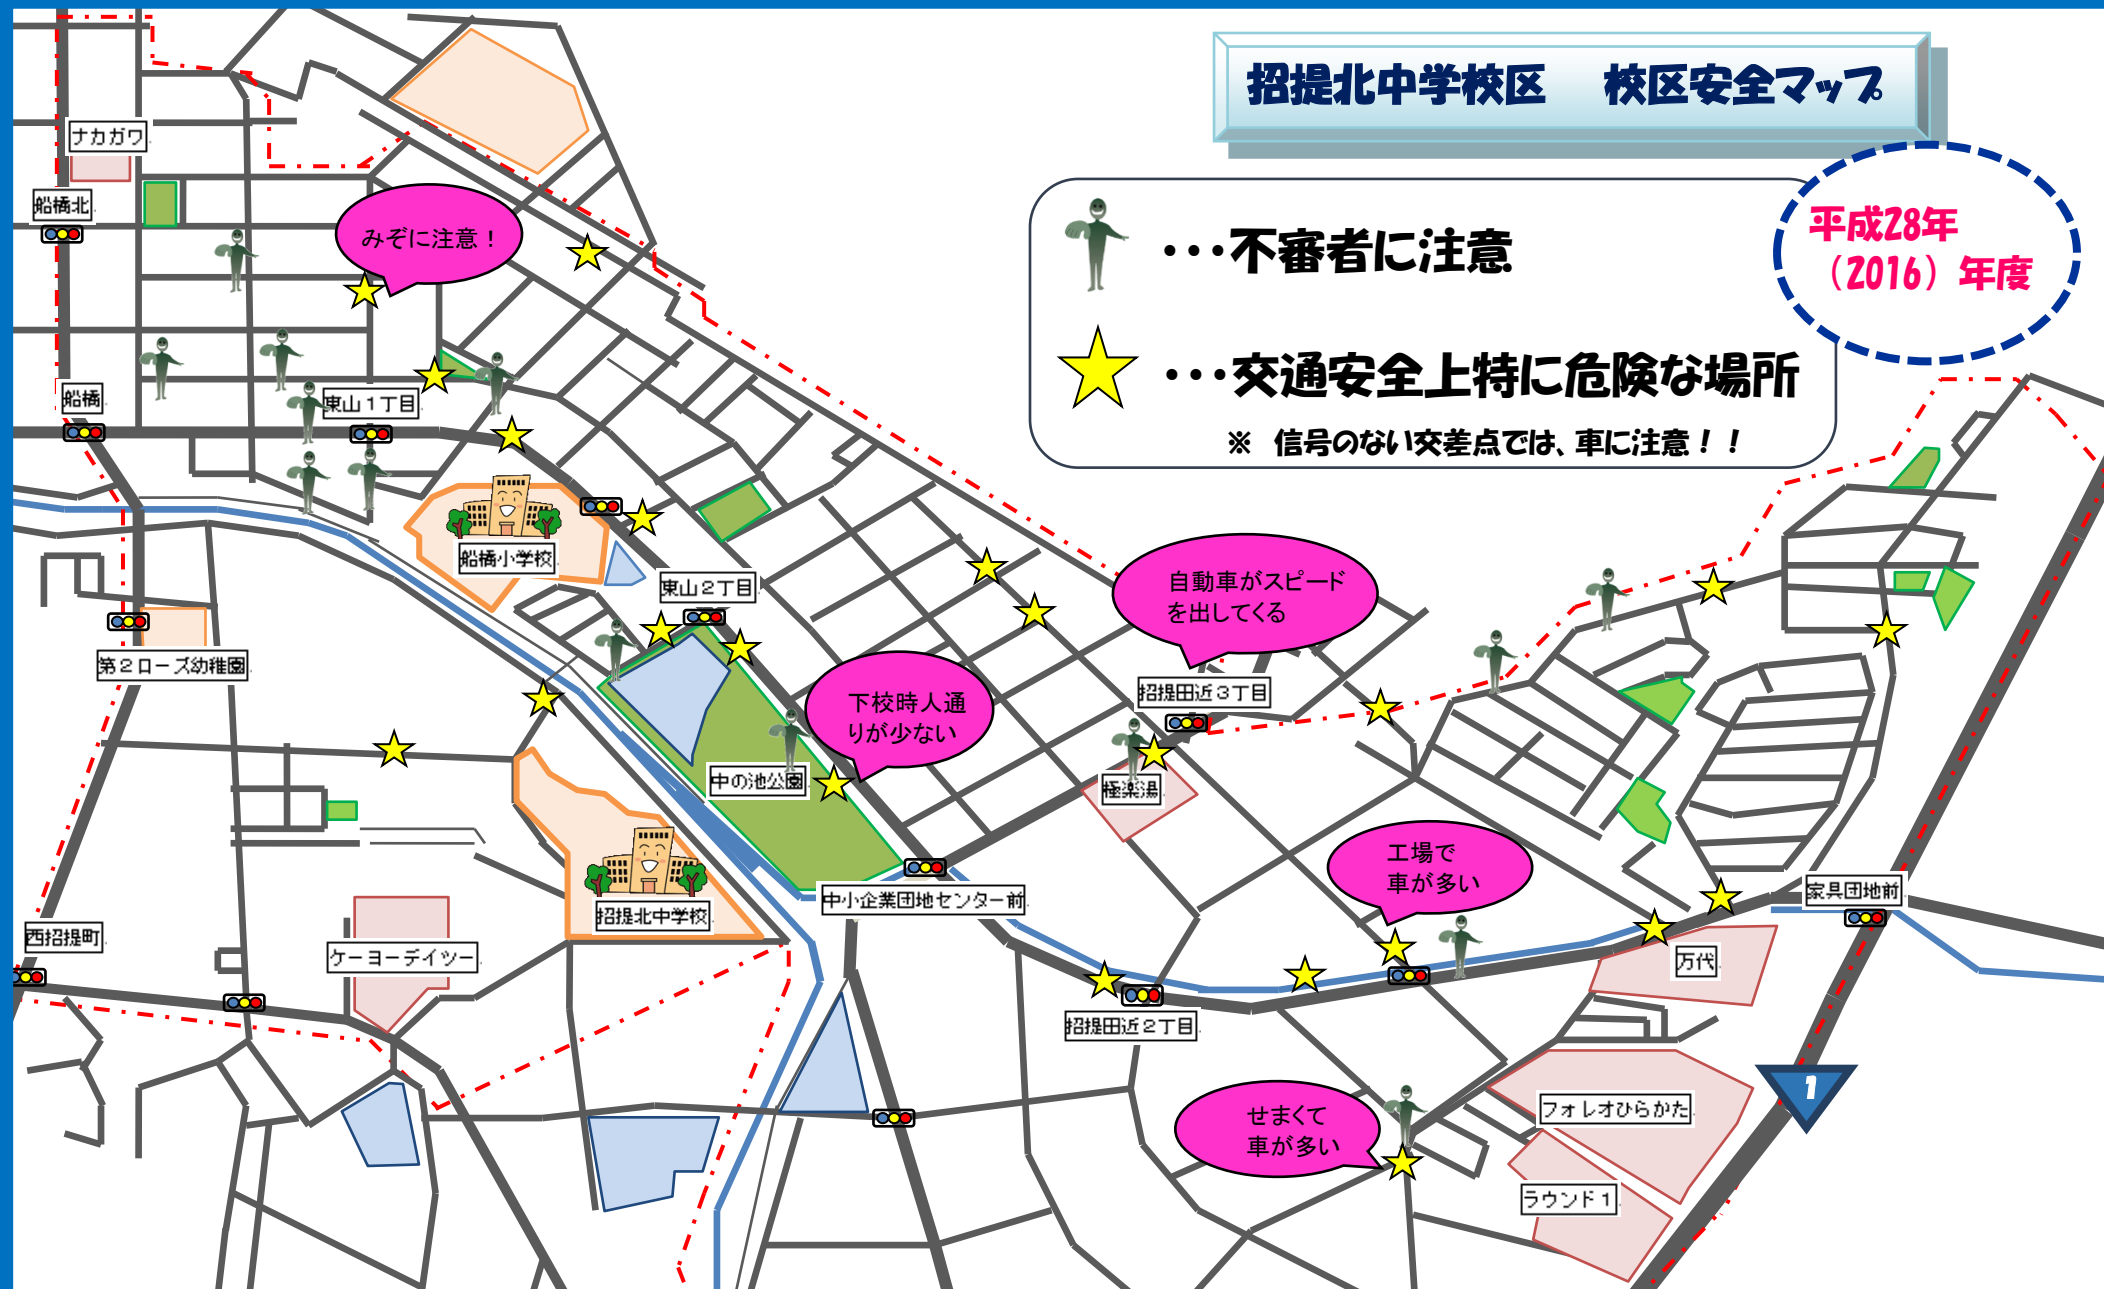 招提北中学校区　校区安全マップ
平成28年
（2016）年度
・・・不審者に注意
・・・交通安全上特に危険な場所
※　信号のない交差点では、車に注意！！
ナカガワ
船橋北
みぞに注意！
船橋
東山１丁目
船橋小学校
東山２丁目
第２ローズ幼稚園
自動車がスピード
を出してくる
招提田近３丁目
下校時人通
りが少ない
中の池公園
極楽湯
工場で
車が多い
中小企業団地センター前
家具団地前
招提北中学校
西招提町
ケーヨーデイツー
万代
招提田近２丁目
1
せまくて
車が多い
フォレオひらかた
ラウンド１